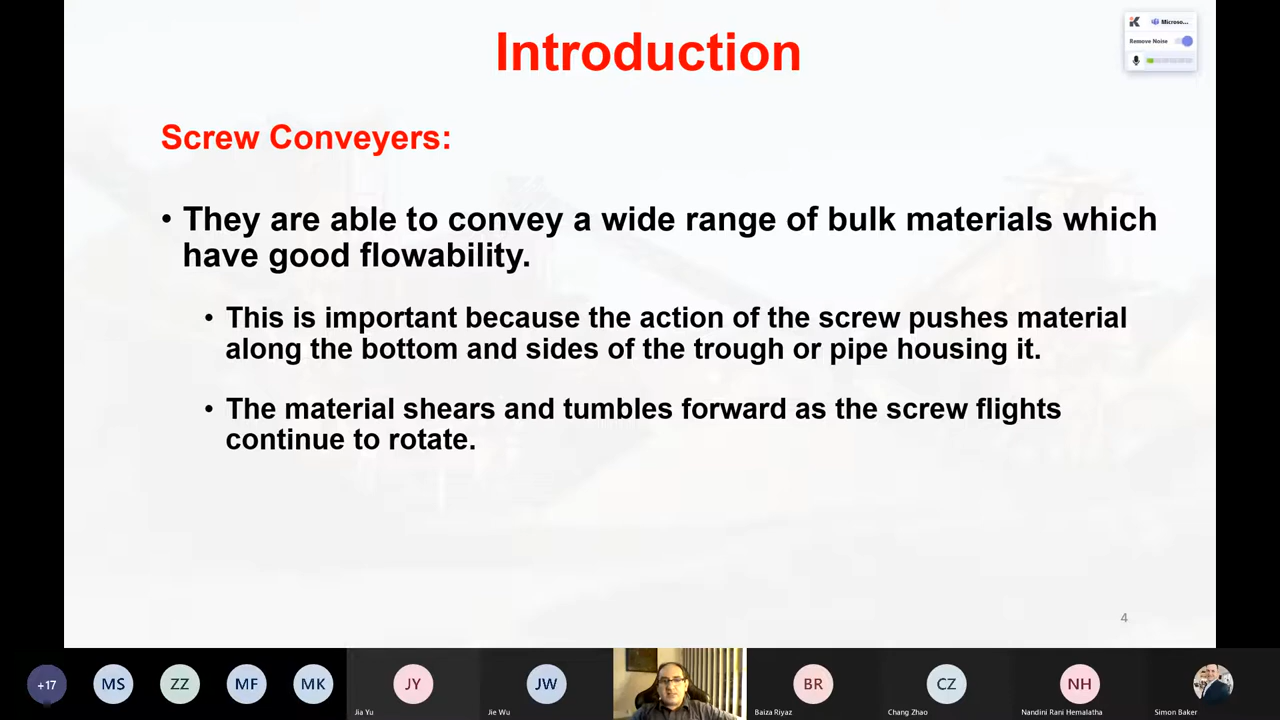 Introduction
Microso...
Remove Noise
Screw Conveyers:
• They are able to convey a wide range of bulk materials which
have good flowability.
• This is important because the action of the screw pushes material
along the bottom and sides of the trough or pipe housing it.
• The material shears and tumbles forward as the screw flights
continue to rotate.
4
+17
MS
ZZ
MF
MK
JY
JW
BR
CZ
NH
Jia Yu
Jie Wu
Baiza Riyaz
Chang Zhao
Nandini Rani Hemalatha
Simon Baker